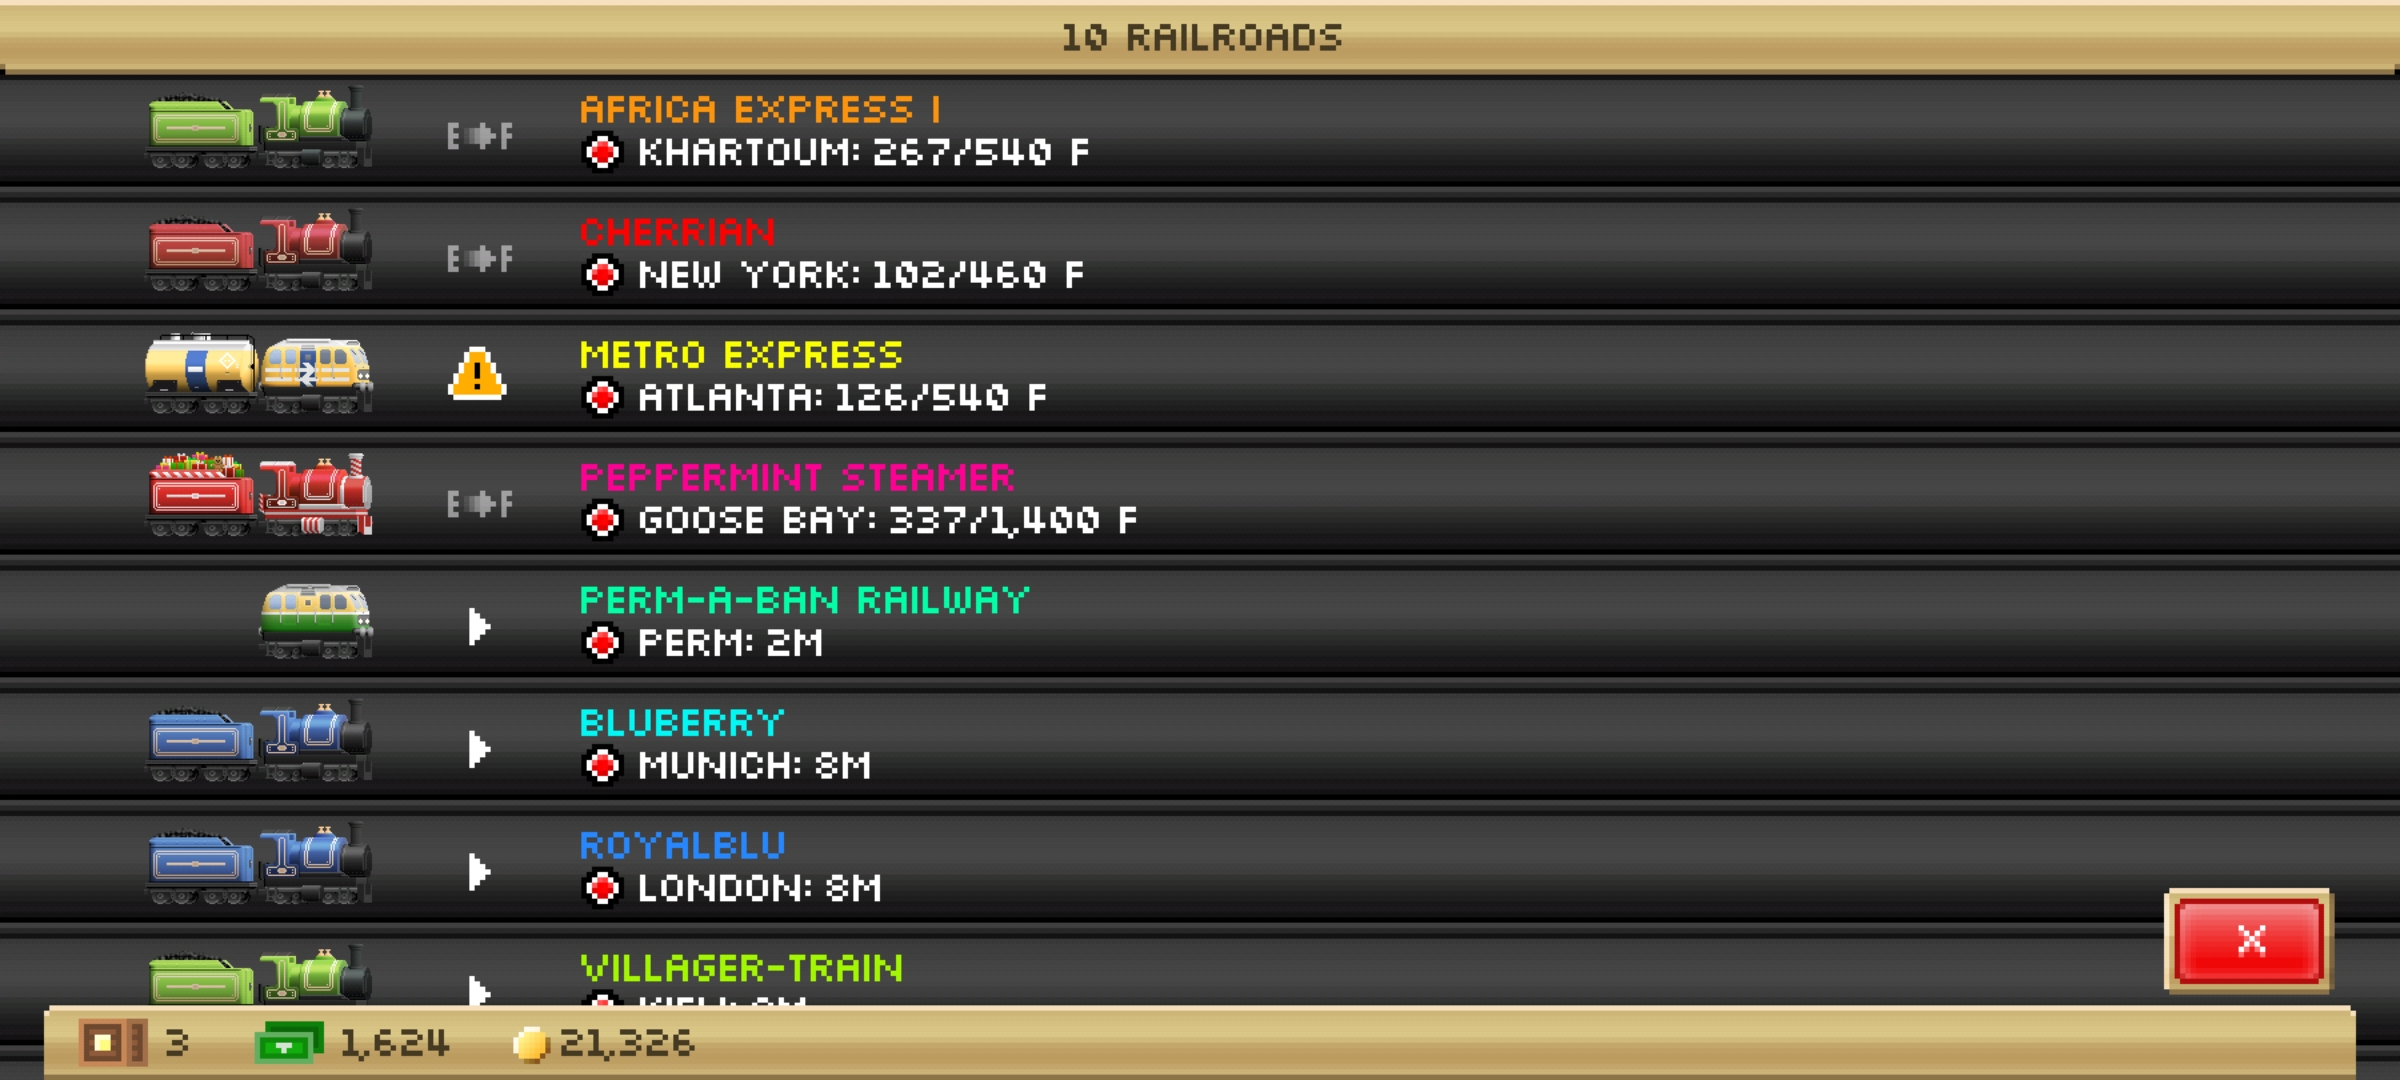 10 RAILROADS
AFRICA EXPRESS I
E F
KHARTOUM: 267/540 F
CHERRIAN
E F
NEW YORK: 102/460 F
METRO EXPRESS
!
ATLANTA: 126/540 F
PEPPERMINT STEAMER
E F
GOOSE BAY: 337/1,400 F
PERM-A-BAN RAILWAY
PERM: 2M
BLUBERRY
MUNICH: 8M
ROYALBLU
LONDON: 8M
X
VILLAGER-TRAIN
3 1,624 21,326